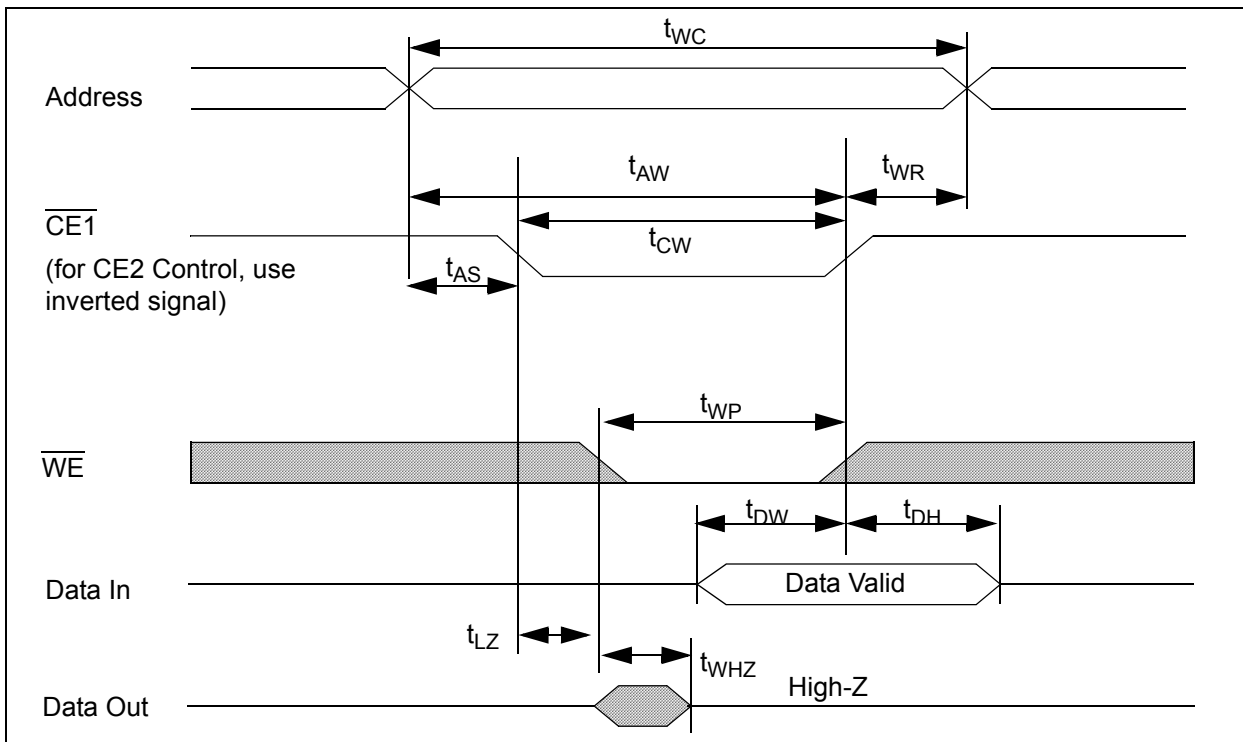 tWC
Address
tAW
tWR
CE1
tCW
(for CE2 Control, use
inverted signal)
tAS
tWP
WE
tDW
tDH
Data In
Data Valid
tLZ
tWHZ
High-Z
Data Out